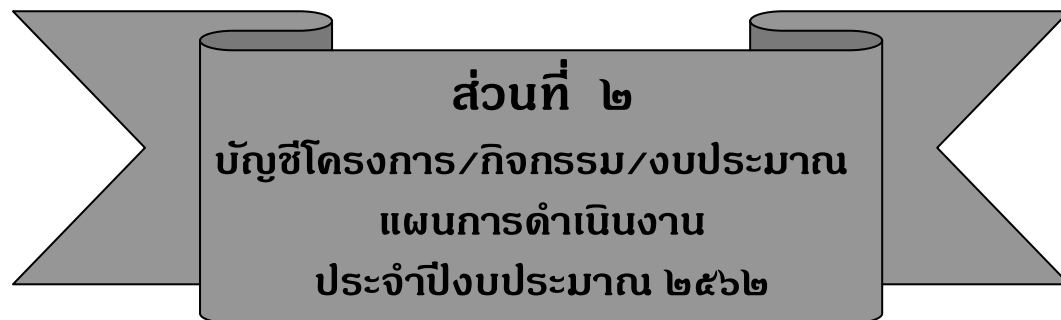 ส่วนที่ ๒
บัญชีโครงการ/กิจกรรม/งบประมาณ
แผนการดำเนินงาน
ประจำปีงบประมาณ ๒๕๖๒